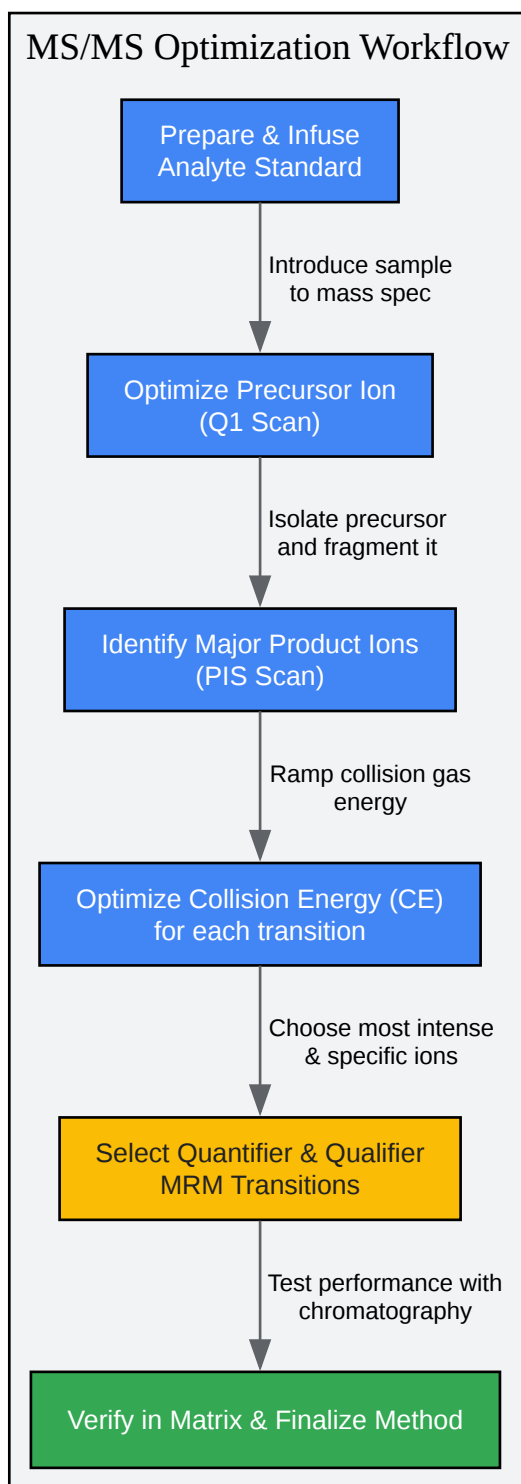 MS/MS Optimization Workflow
Prepare & Infuse
Analyte Standard
Introduce sample
to mass spec
Optimize Precursor Ion
(Q1 Scan)
Isolate precursor
and fragment it
Identify Major Product Ions
(PIS Scan)
Ramp collision gas
energy
Optimize Collision Energy (CE)
for each transition
Choose most intense
& specific ions
Select Quantifier & Qualifier
MRM Transitions
Test performance with
chromatography
Verify in Matrix & Finalize Method